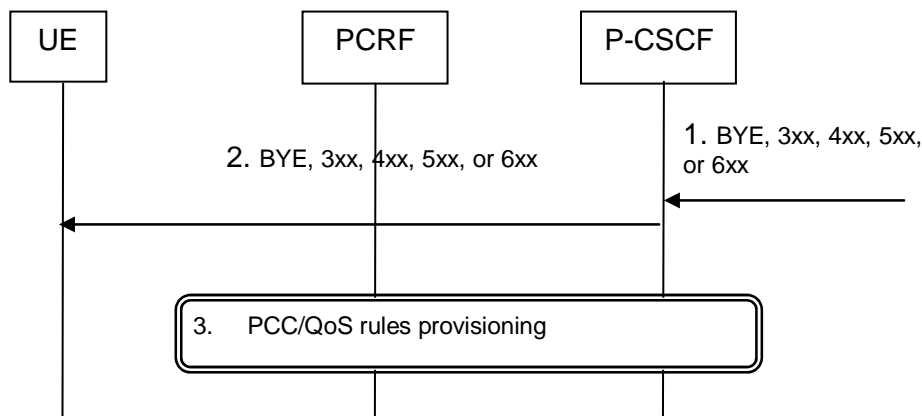 UE
PCRF
P-CSCF
1. BYE, 3xx, 4xx, 5xx,
or 6xx
2. BYE, 3xx, 4xx, 5xx, or 6xx
3. PCC/QoS rules provisioning